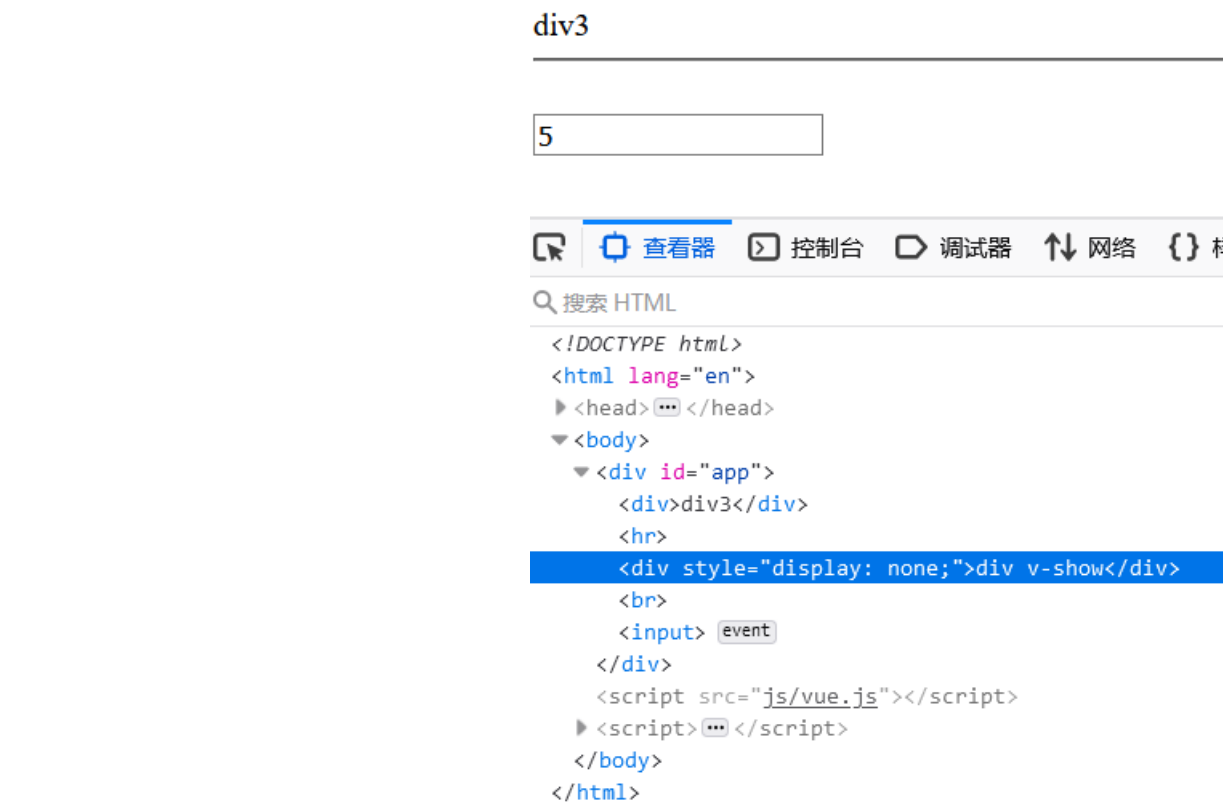 div3
5
查看器 控制台 调试器 网络 {}
搜索 HTML
<!DOCTYPE html>
<html lang="en">
<head> ••• </head>
<body>
<div id="app">
<div>div3</div>
<hr>
<div style="display: none;">div v-show</div>
<br>
<input> event
</div>
<script src="js/vue.js"></script>
<script> ••• </script>
</body>
</html>